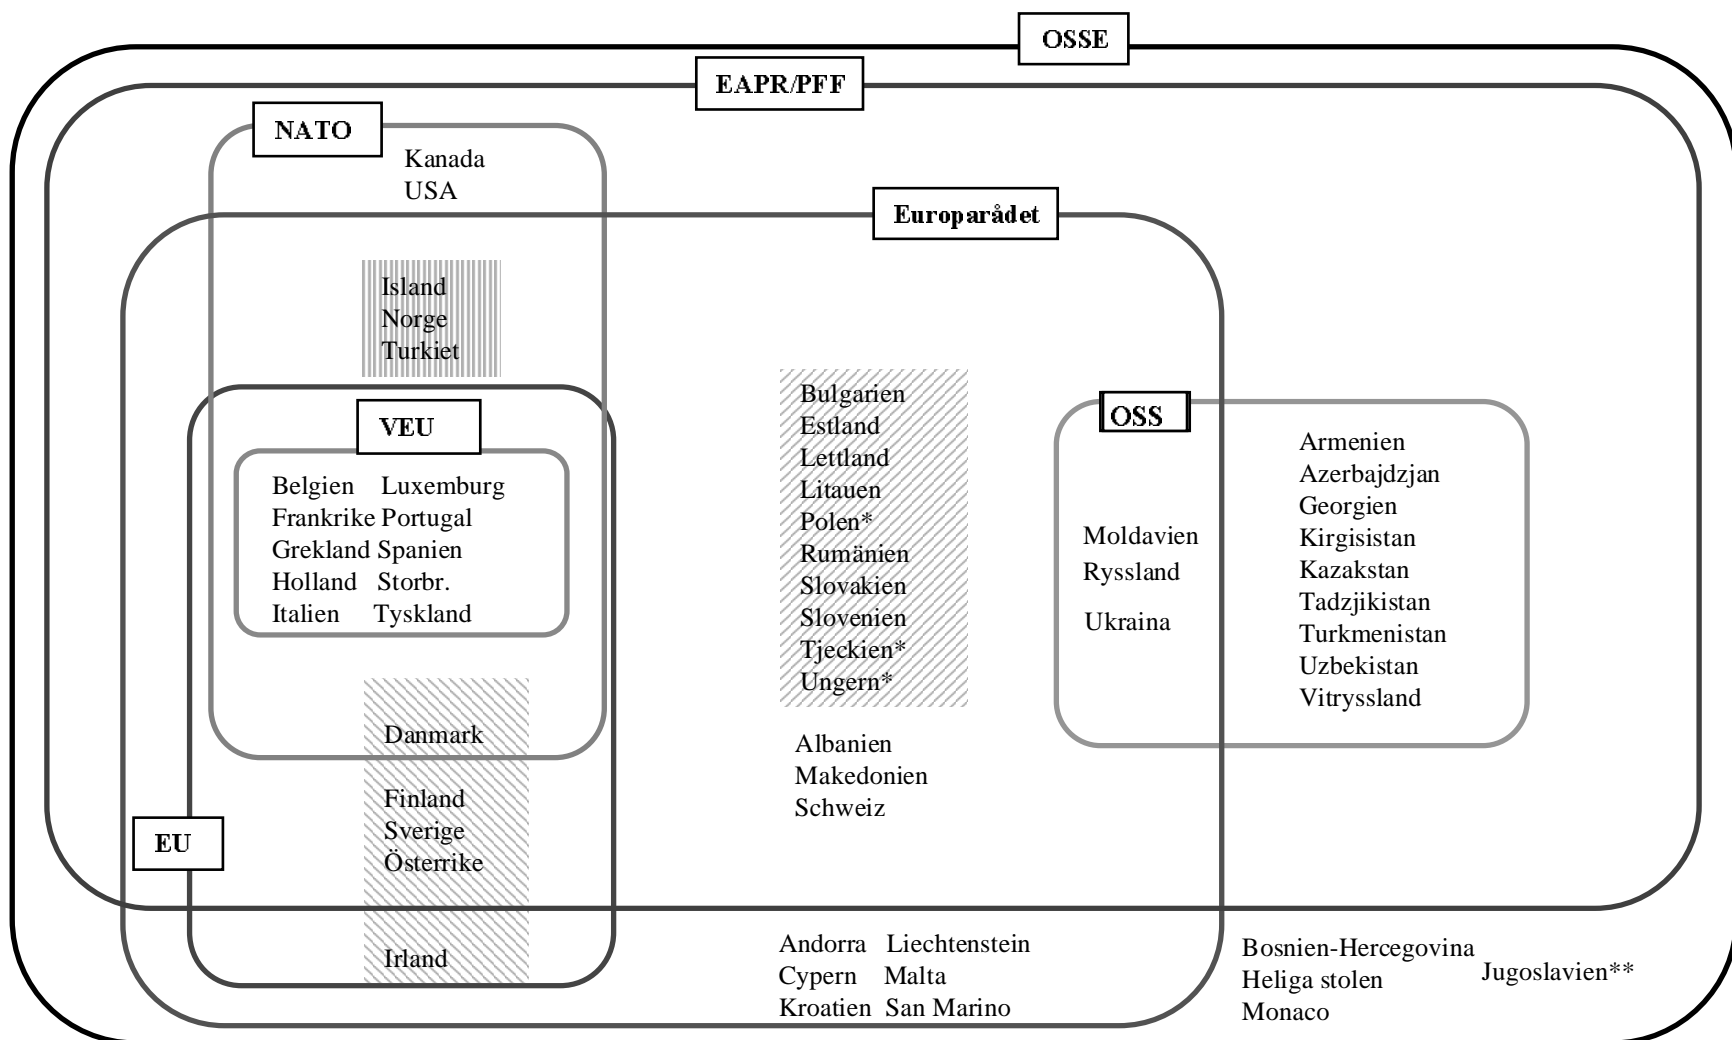 OSSE
EAPR/PFF
NATO
Kanada
USA
Europarådet
Island
Norge
Turkiet
VEU
Belgien Luxemburg
Frankrike Portugal
Grekland Spanien
Holland Storbr.
Italien Tyskland
Bulgarien
Estland
Lettland
Litauen
Polen*
Rumänien
Slovakien
Slovenien
Tjeckien*
Ungern*
OSS
Moldavien
Ryssland
Ukraina
Armenien
Azerbajdzjan
Georgien
Kirgisistan
Kazakstan
Tadzjikistan
Turkmenistan
Uzbekistan
Vitryssland
Danmark
Finland
Sverige
Österrike
Albanien
Makedonien
Schweiz
EU
Irland
Andorra Liechtenstein
Cypern Malta
Kroatien San Marino
Bosnien-Hercegovina
Heliga stolen
Monaco
Jugoslavien**